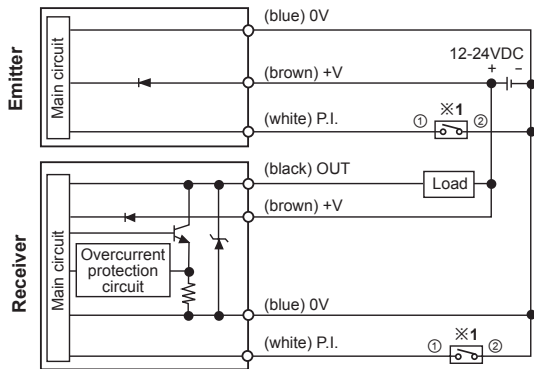 Emitter
Main circuit
(blue) 0V
(brown) +V
12-24VDC
+ −
(white) P.I.
① ※1 ②
Receiver
Main circuit
(black) OUT
Load
(brown) +V
Overcurrent
protection
circuit
(blue) 0V
(white) P.I.
① ※1 ②